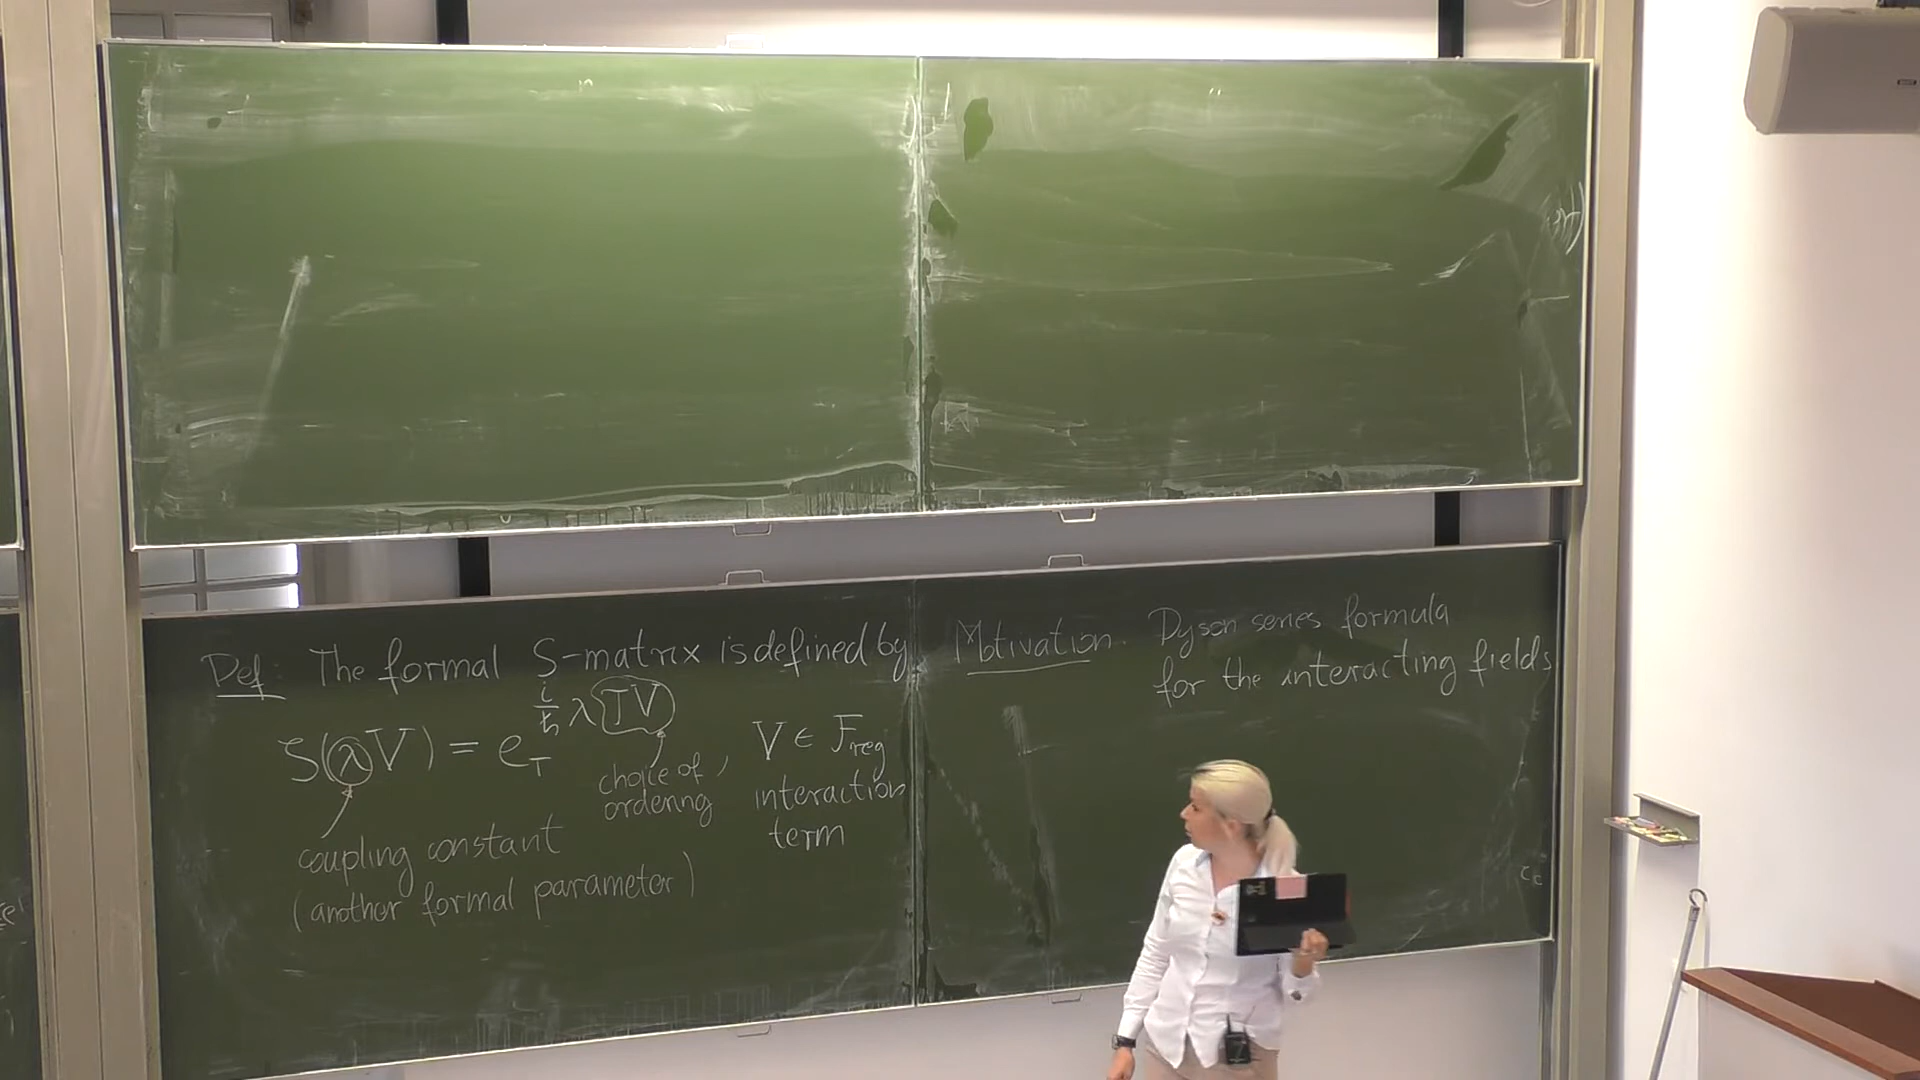 Def: The formal S-matrix is defined by
S(λV) = e_T^{i/ħ λ TV} , V ∈ F_reg
choice of ordering
interaction term
coupling constant
(another formal parameter)
Motivation. Dyson series formula
for the interacting fields